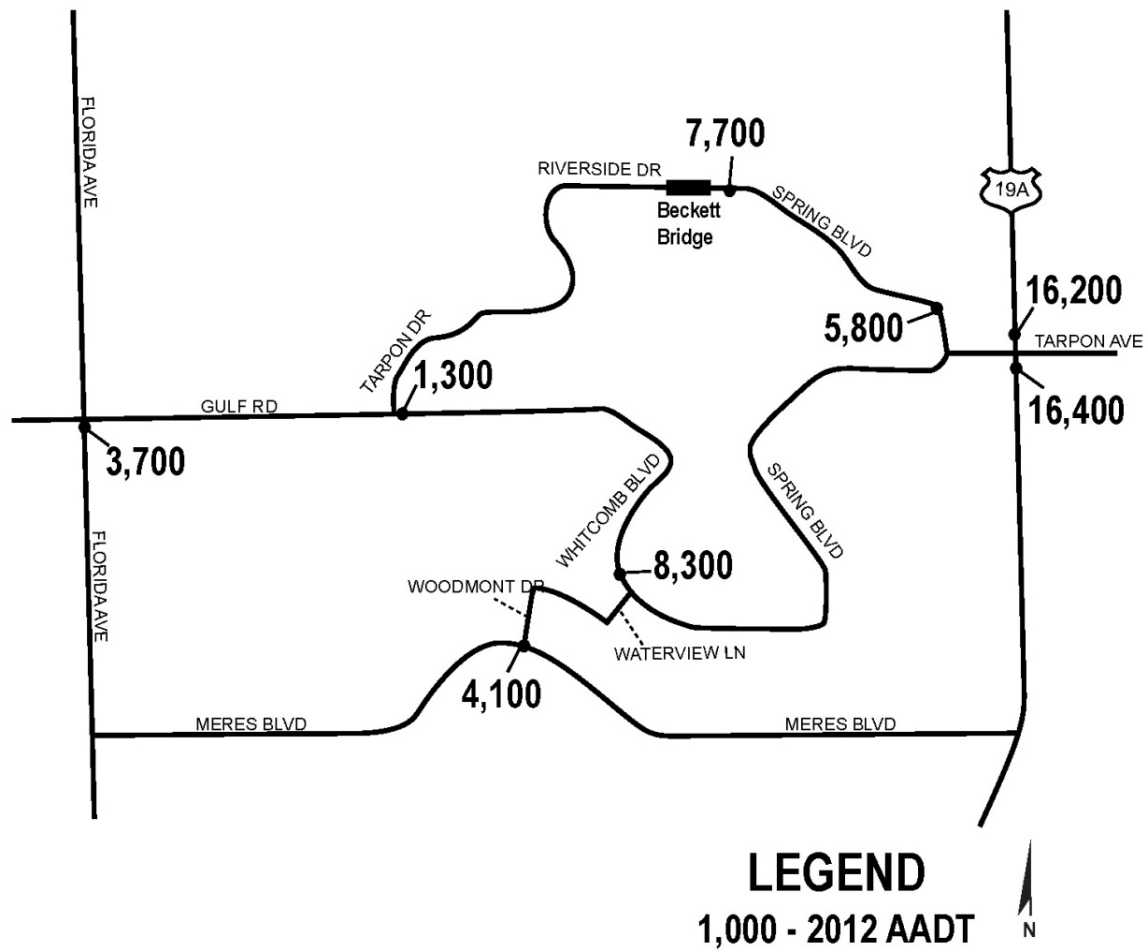 FLORIDA AVE
7,700
RIVERSIDE DR
19A
Beckett
Bridge
SPRING BLVD
16,200
5,800
TARPON AVE
TARPON DR
1,300
16,400
GULF RD
3,700
WHITCOMB BLVD
SPRING BLVD
FLORIDA AVE
8,300
WOODMONT DR
WATERVIEW LN
4,100
MERES BLVD
MERES BLVD
LEGEND
1,000 - 2012 AADT
N